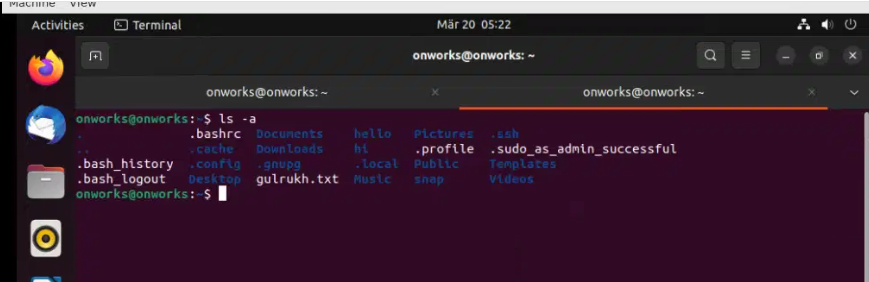 Machine View
Activities Terminal Mär 20 05:22
onworks@onworks: ~
onworks@onworks: ~ × onworks@onworks: ~ ×
onworks@onworks:~$ ls -a
. .bashrc Documents hello Pictures .ssh
.. .cache Downloads hi .profile .sudo_as_admin_successful
.bash_history .config .gnupg .local Public Templates
.bash_logout Desktop gulrukh.txt Music snap Videos
onworks@onworks:~$